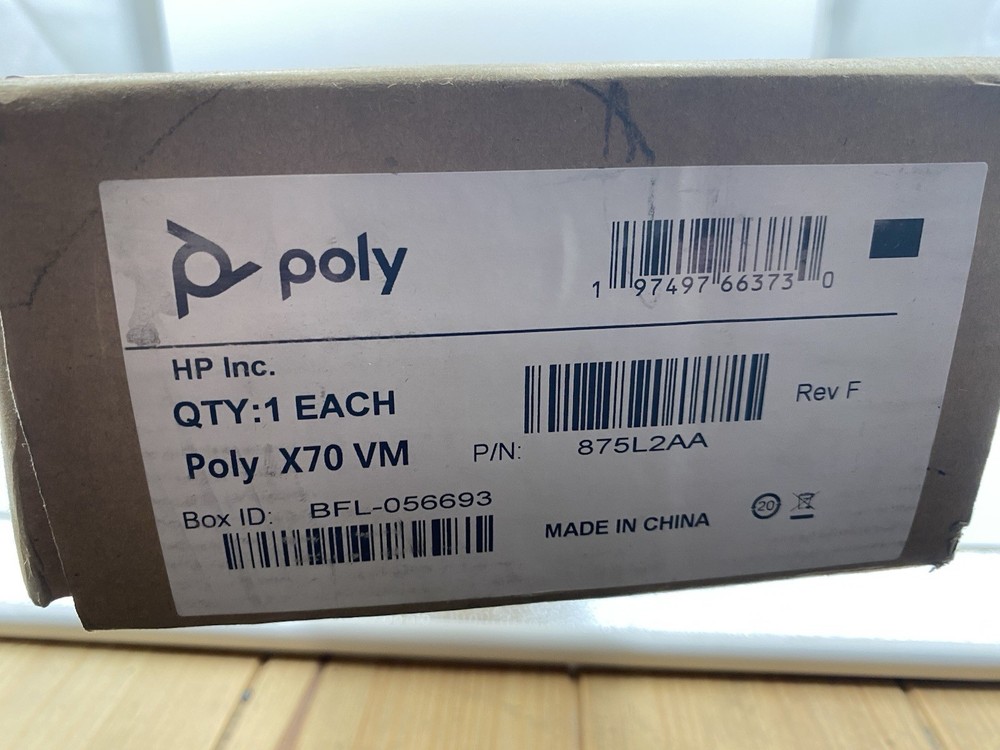 poly
1 97497 66373 0
HP Inc.
QTY:1 EACH
Rev F
Poly X70 VM
P/N: 875L2AA
Box ID: BFL-056693
MADE IN CHINA
20